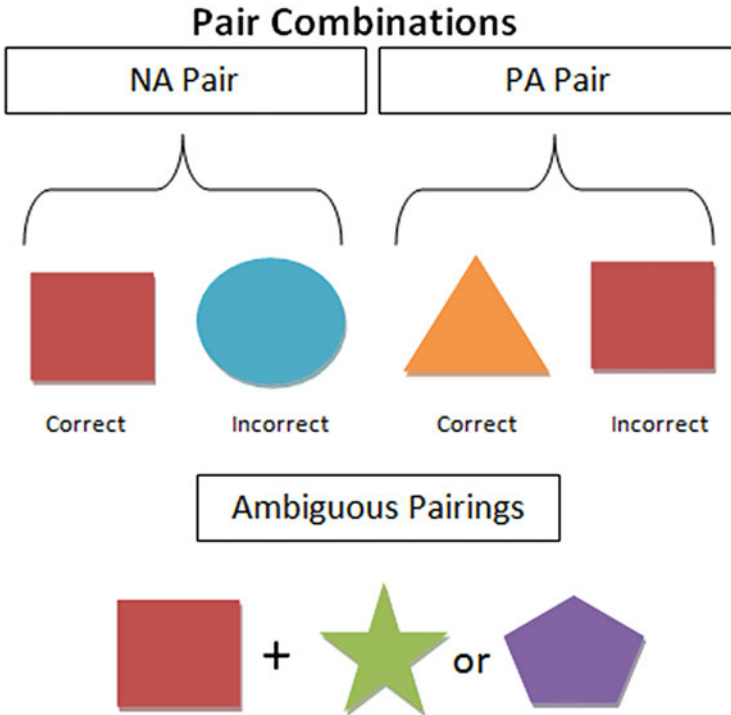 Pair Combinations
NA Pair PA Pair
Correct Incorrect Correct Incorrect
Ambiguous Pairings
+ or